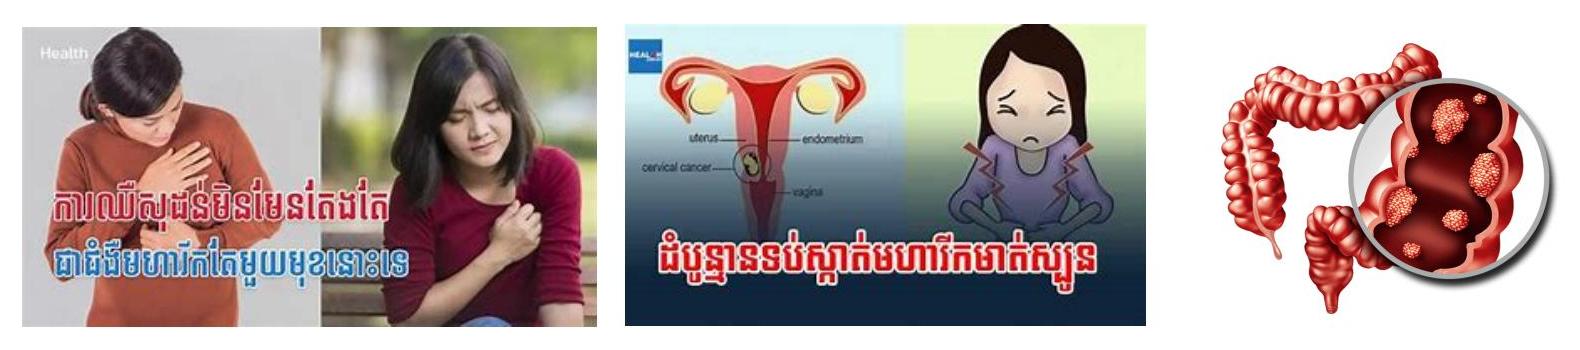 Health
ការឈឺសុដន់មិនមែនតែងតែ
ជាជំងឺមហារីកតែមួយមុខនោះទេ
HEALTH
uterus
endometrium
cervical cancer
vagina
ដំបូន្មានទប់ស្កាត់មហារីកមាត់ស្បូន